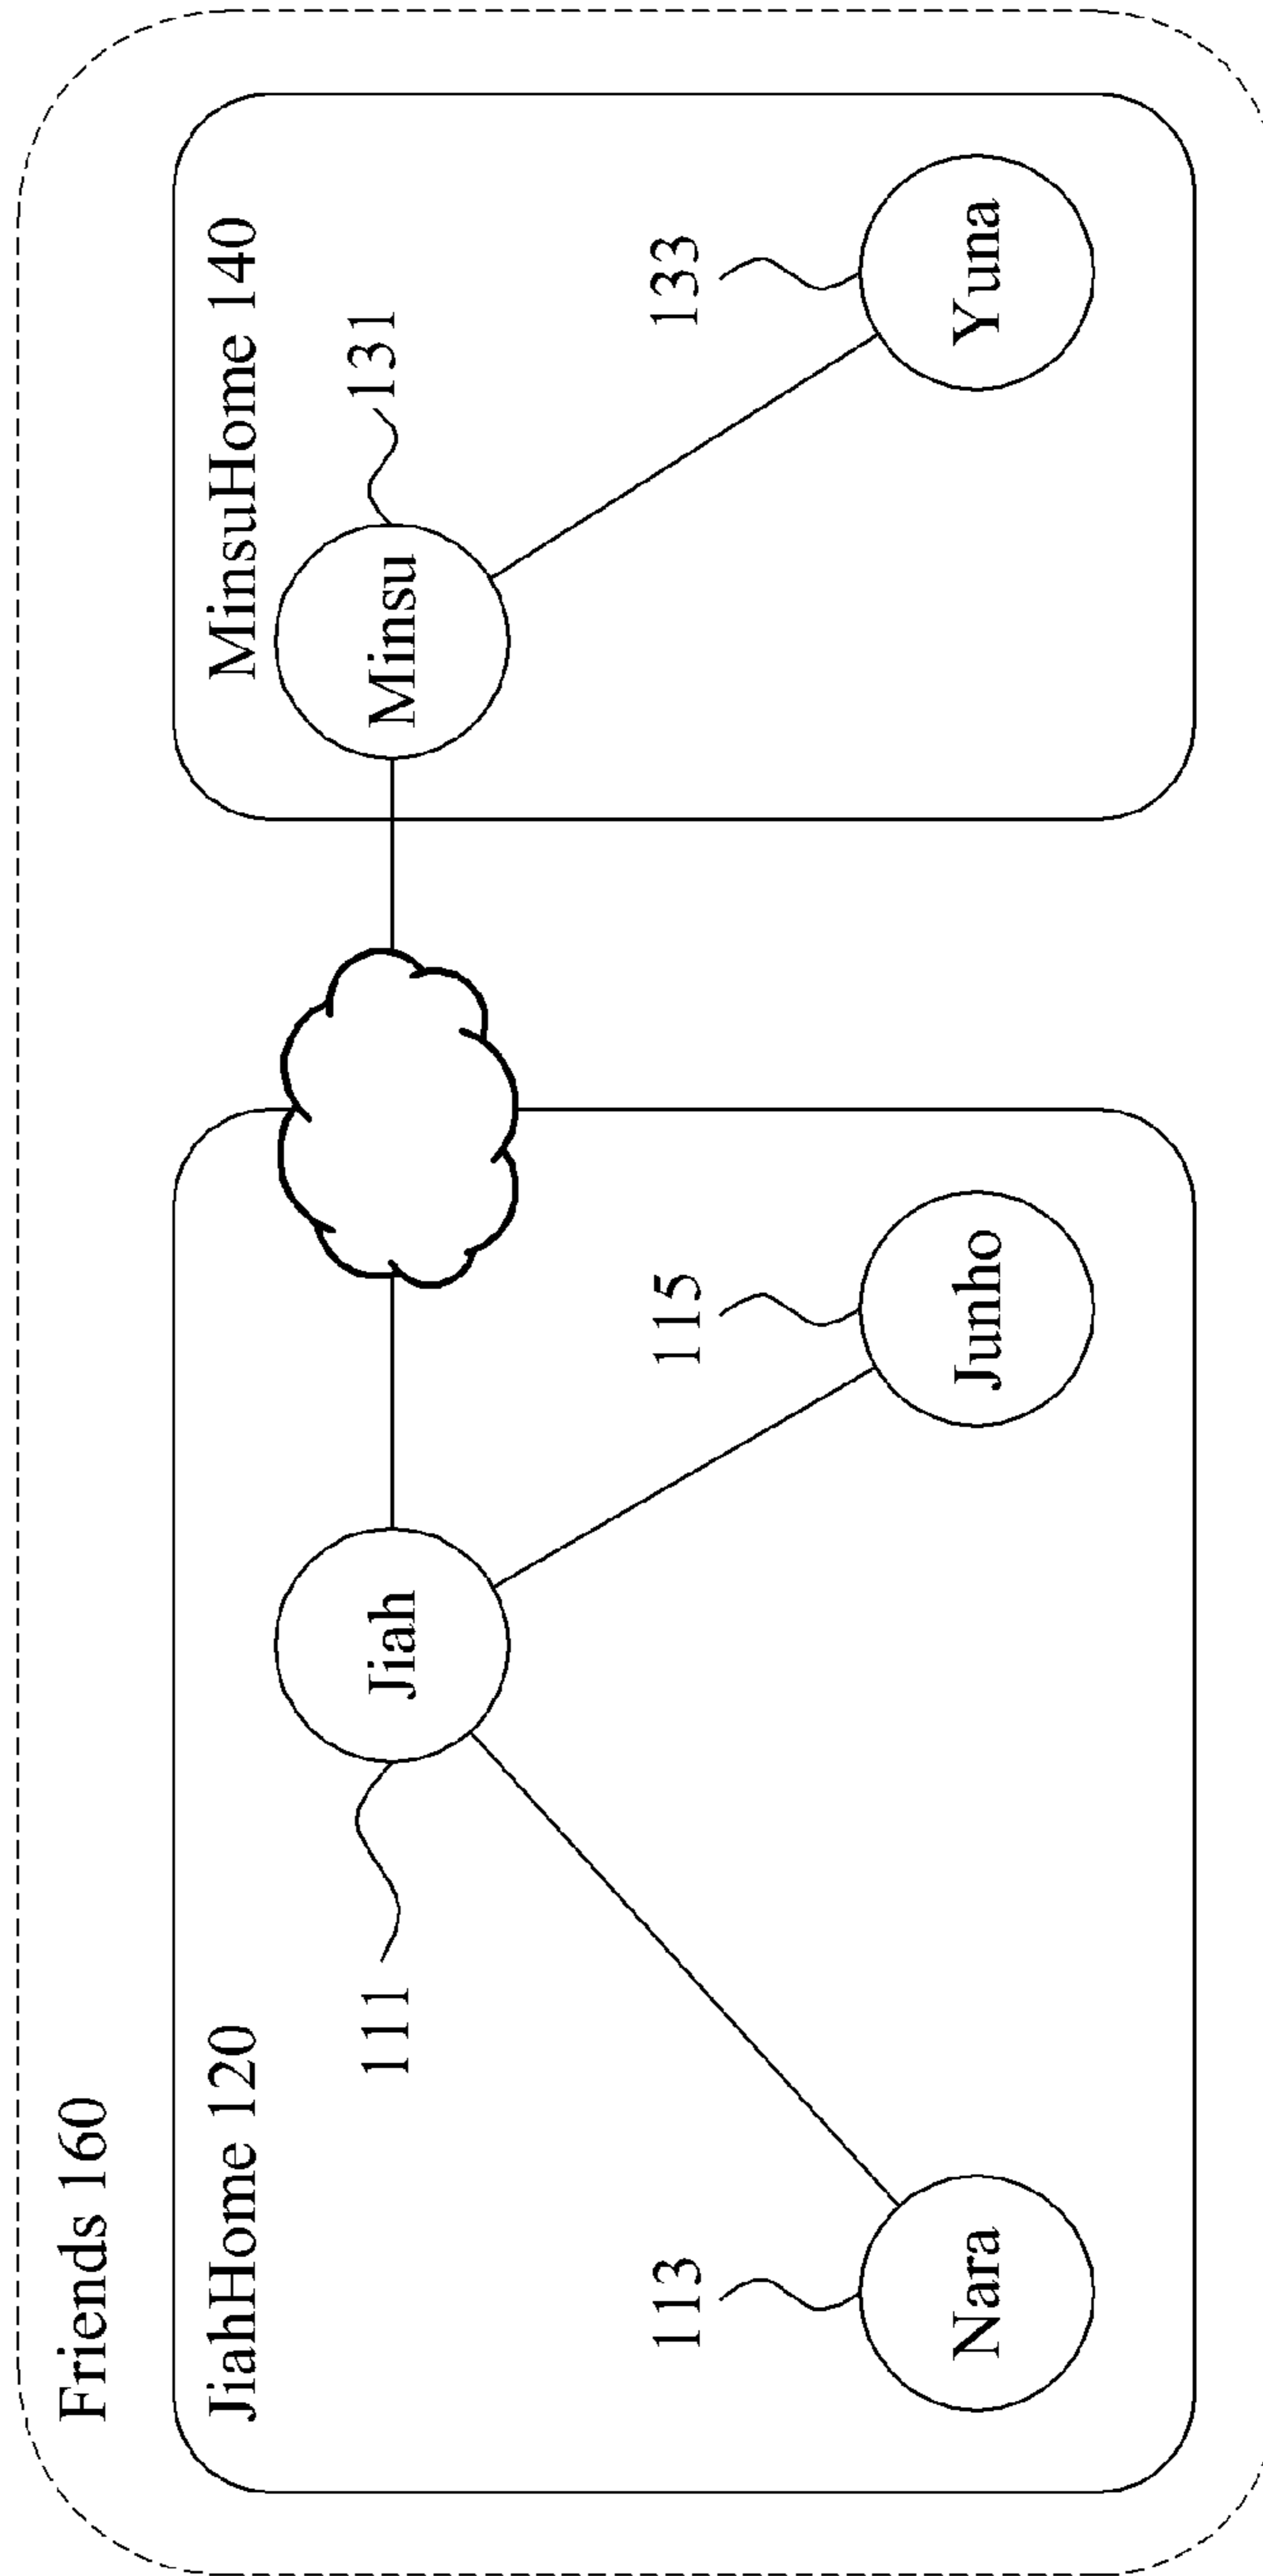 Friends 160
JiahHome 120
MinsuHome 140
111
Jiah
Minsu
131
113
115
133
Nara
Junho
Yuna